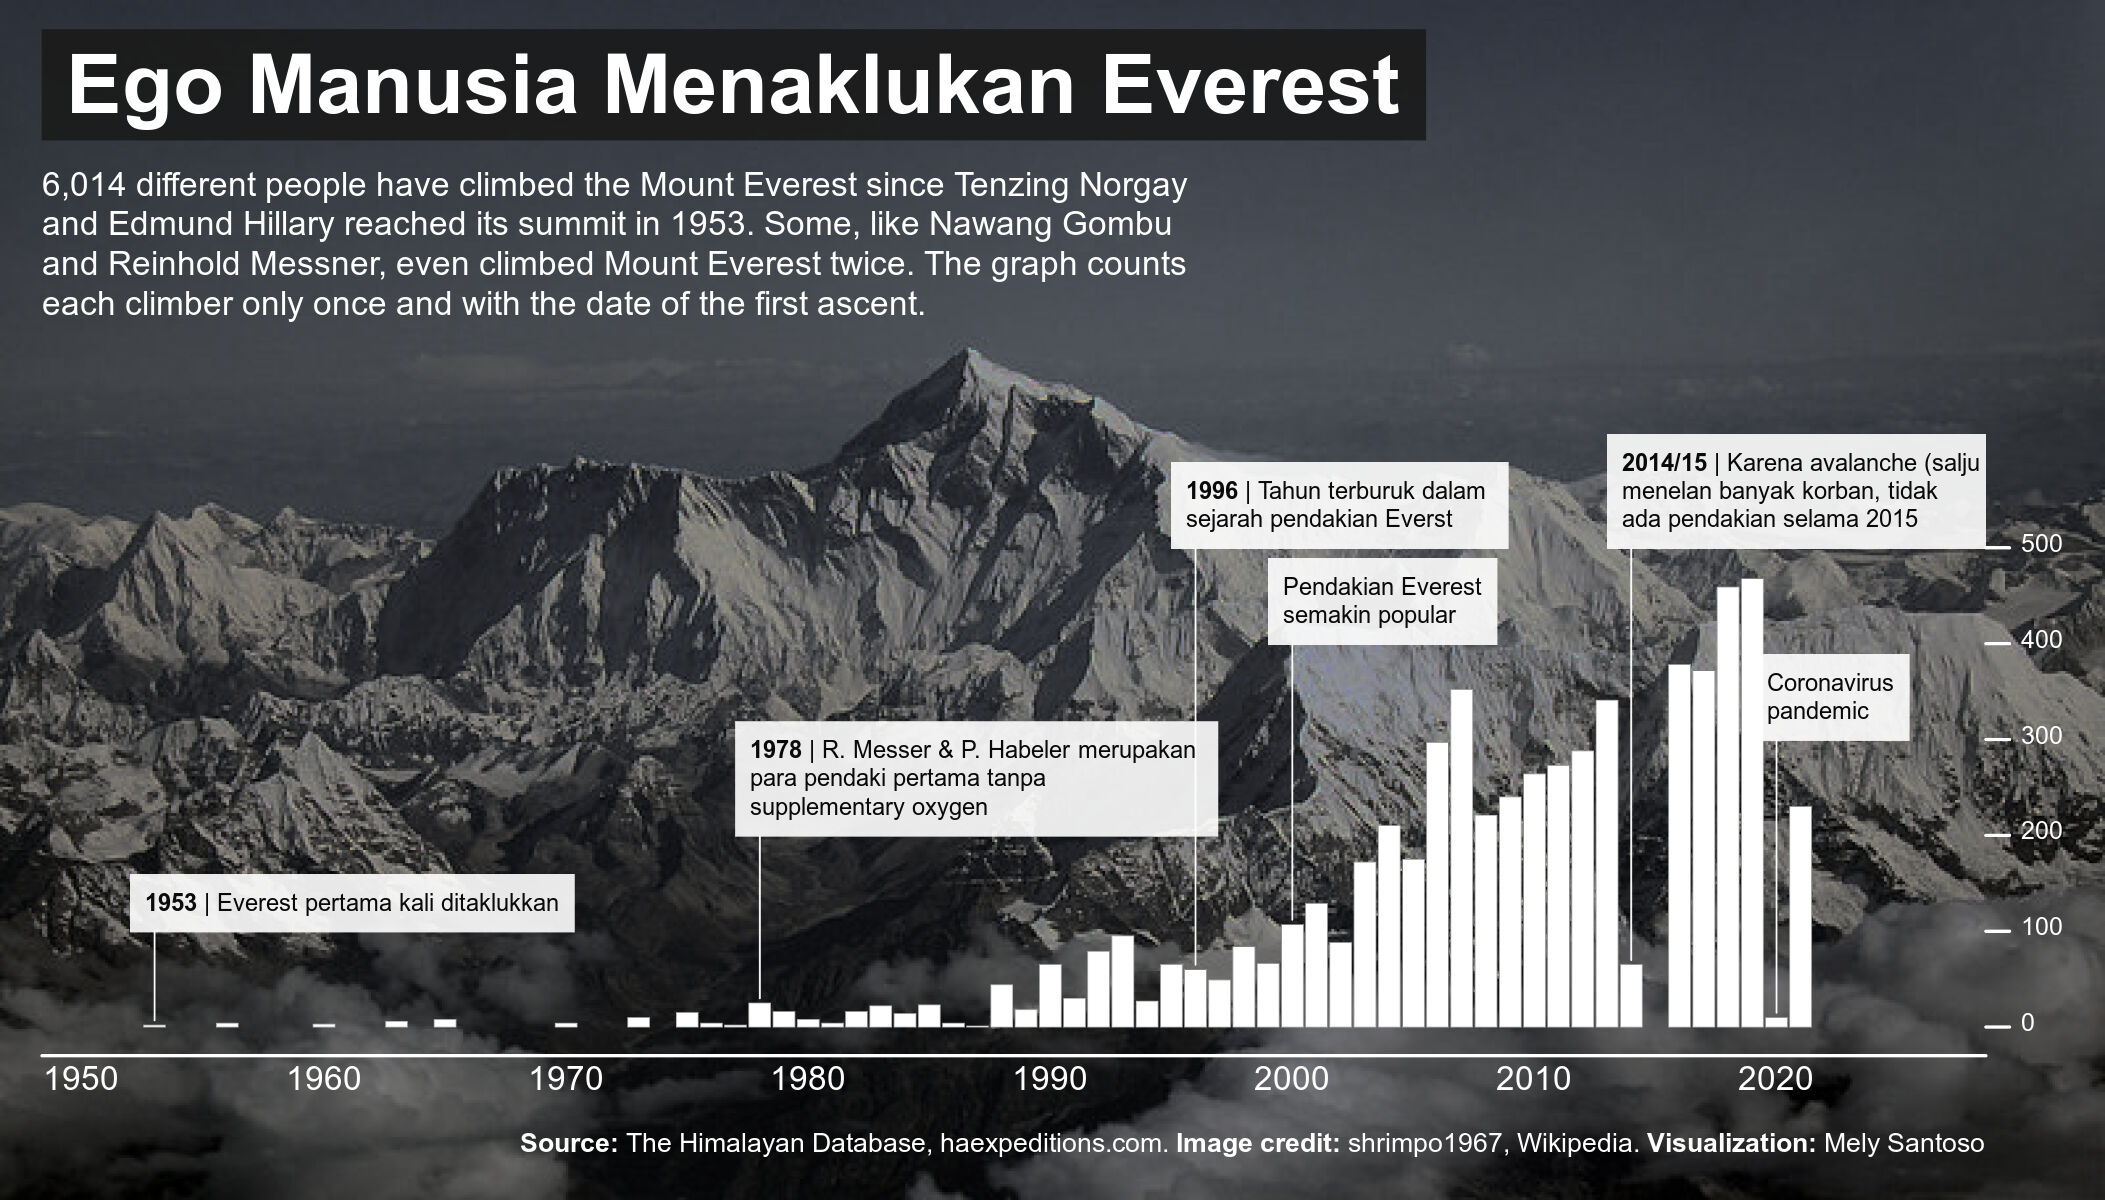 Ego Manusia Menaklukan Everest
6,014 different people have climbed the Mount Everest since Tenzing Norgay
and Edmund Hillary reached its summit in 1953. Some, like Nawang Gombu
and Reinhold Messner, even climbed Mount Everest twice. The graph counts
each climber only once and with the date of the first ascent.
2014/15 | Karena avalanche (salju
menelan banyak korban, tidak
ada pendakian selama 2015
1996 | Tahun terburuk dalam
sejarah pendakian Everst
Pendakian Everest
semakin popular
Coronavirus
pandemic
1978 | R. Messer & P. Habeler merupakan
para pendaki pertama tanpa
supplementary oxygen
1953 | Everest pertama kali ditaklukkan
500
400
300
200
100
0
1950 1960 1970 1980 1990 2000 2010 2020
Source: The Himalayan Database, haexpeditions.com. Image credit: shrimpo1967, Wikipedia. Visualization: Mely Santoso